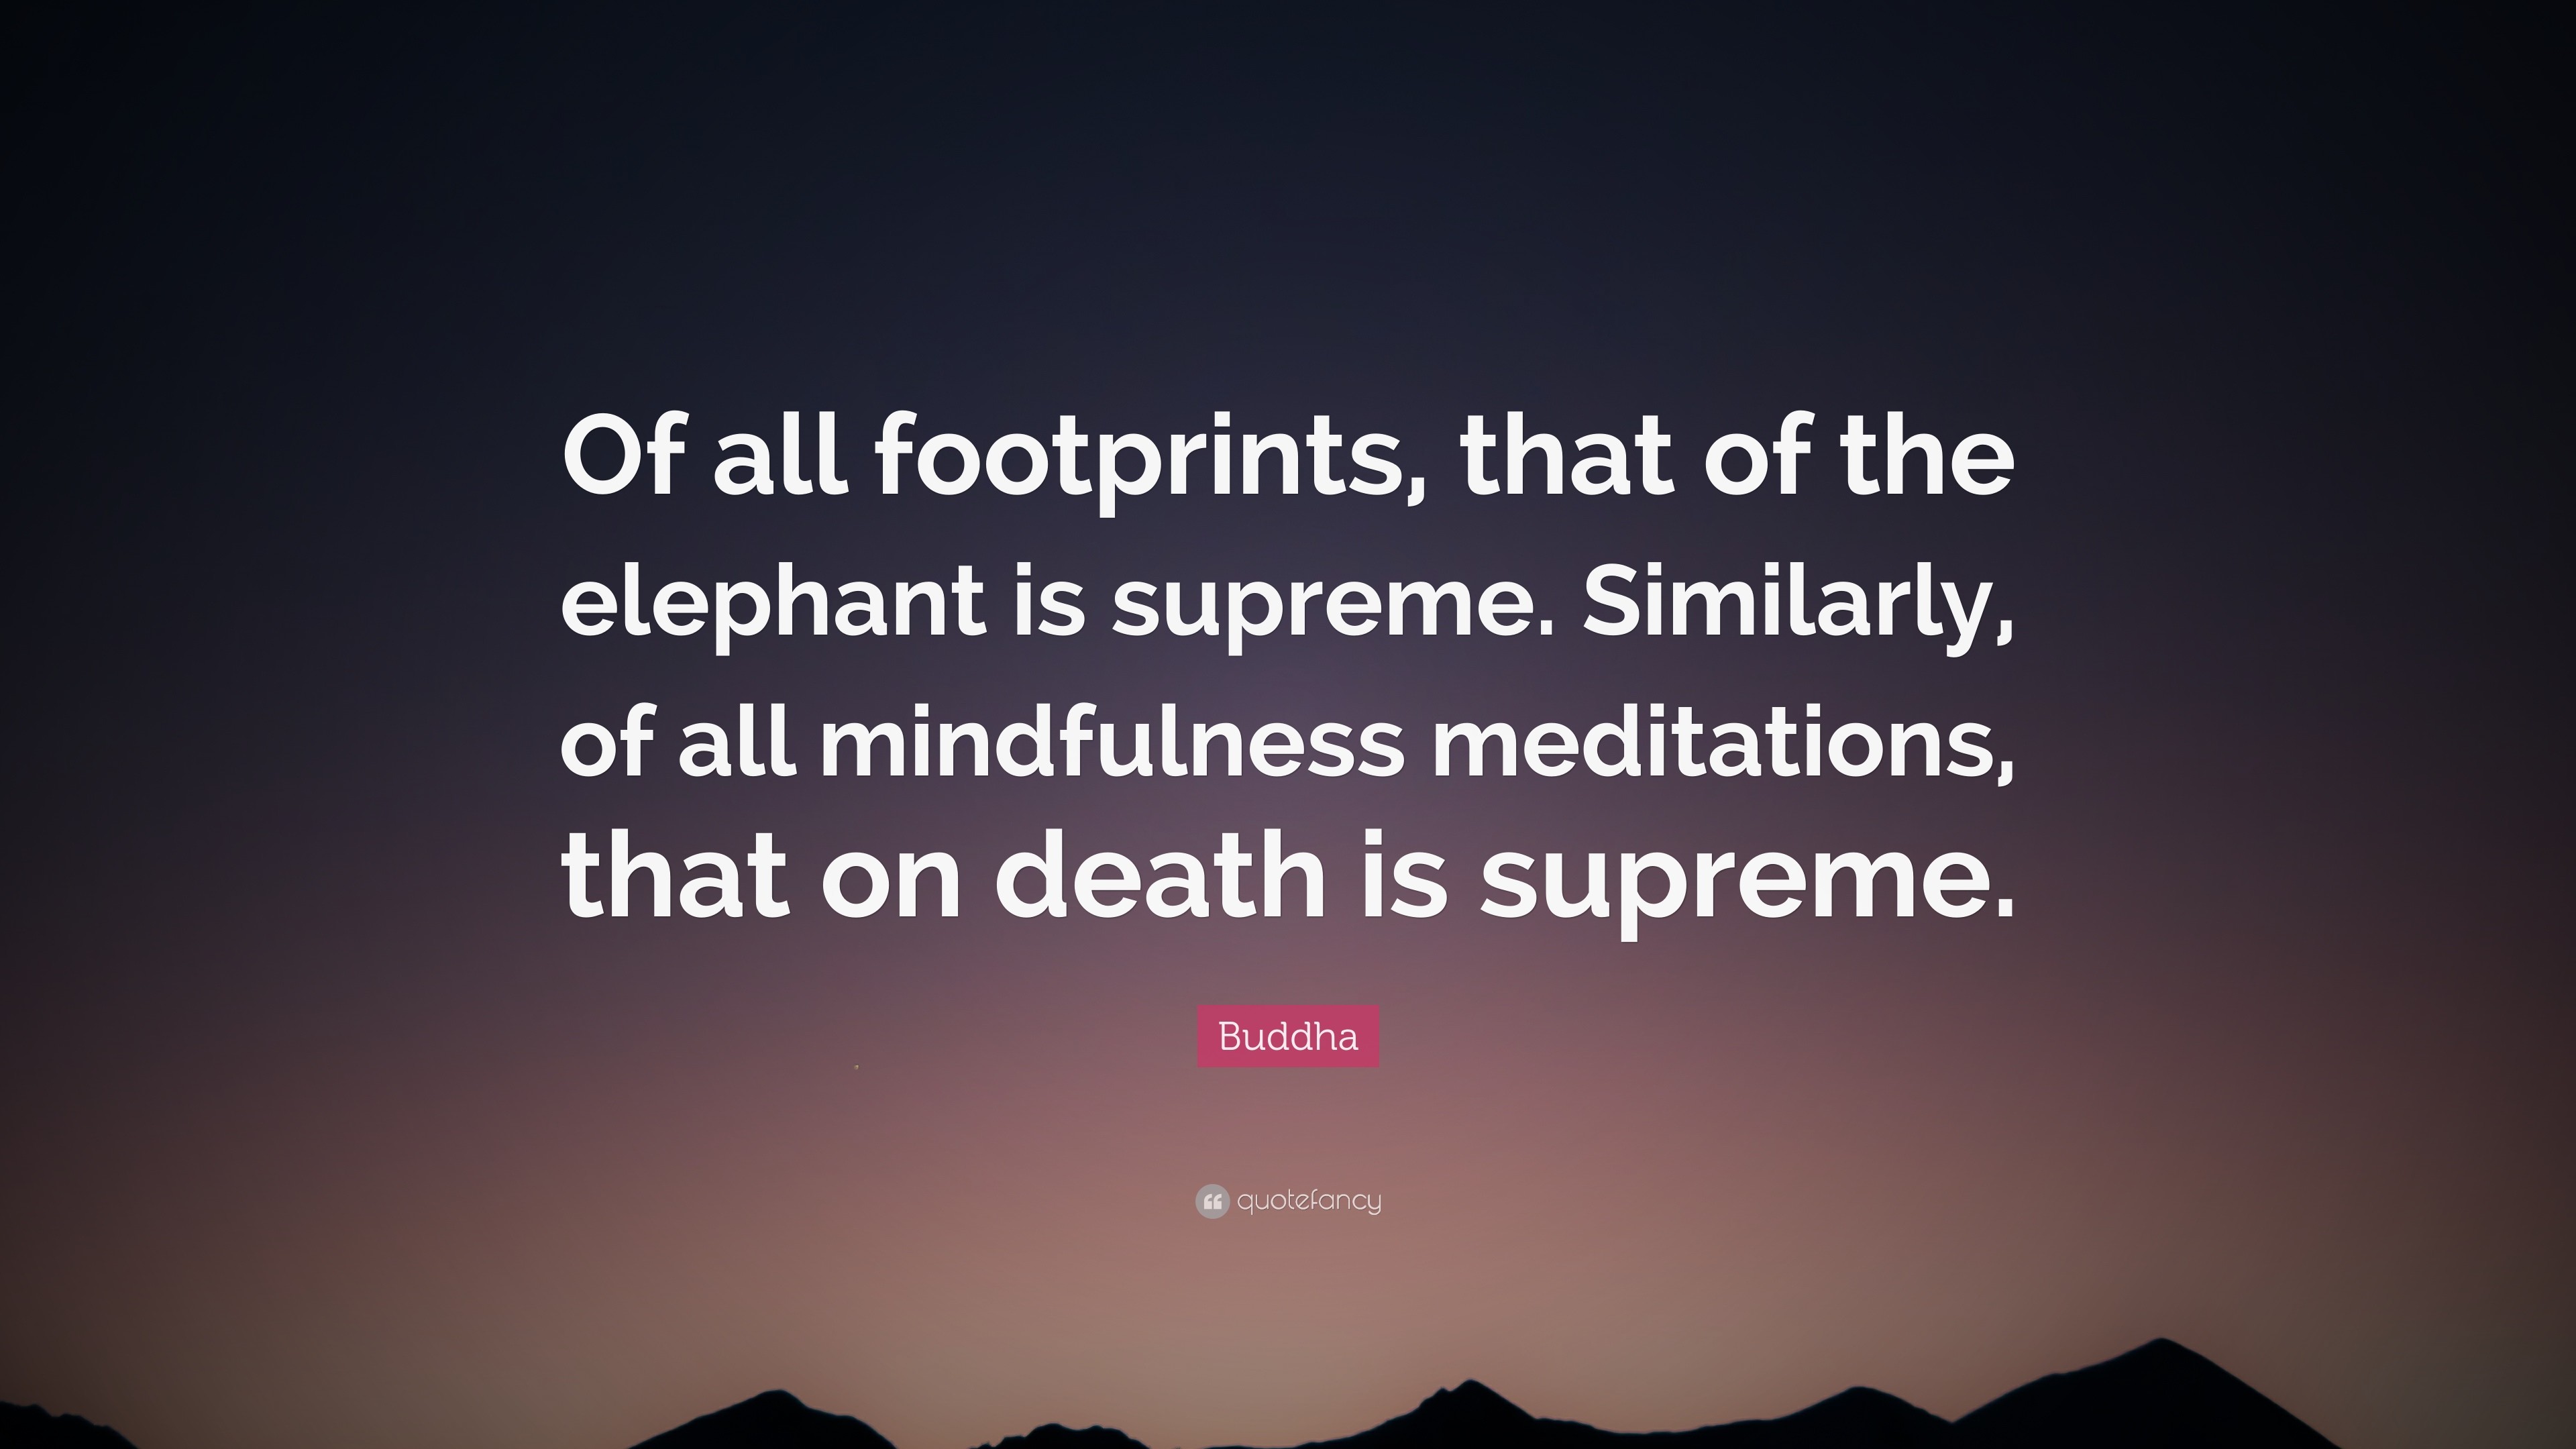 Of all footprints, that of the
elephant is supreme. Similarly,
of all mindfulness meditations,
that on death is supreme.
Buddha
quotefancy